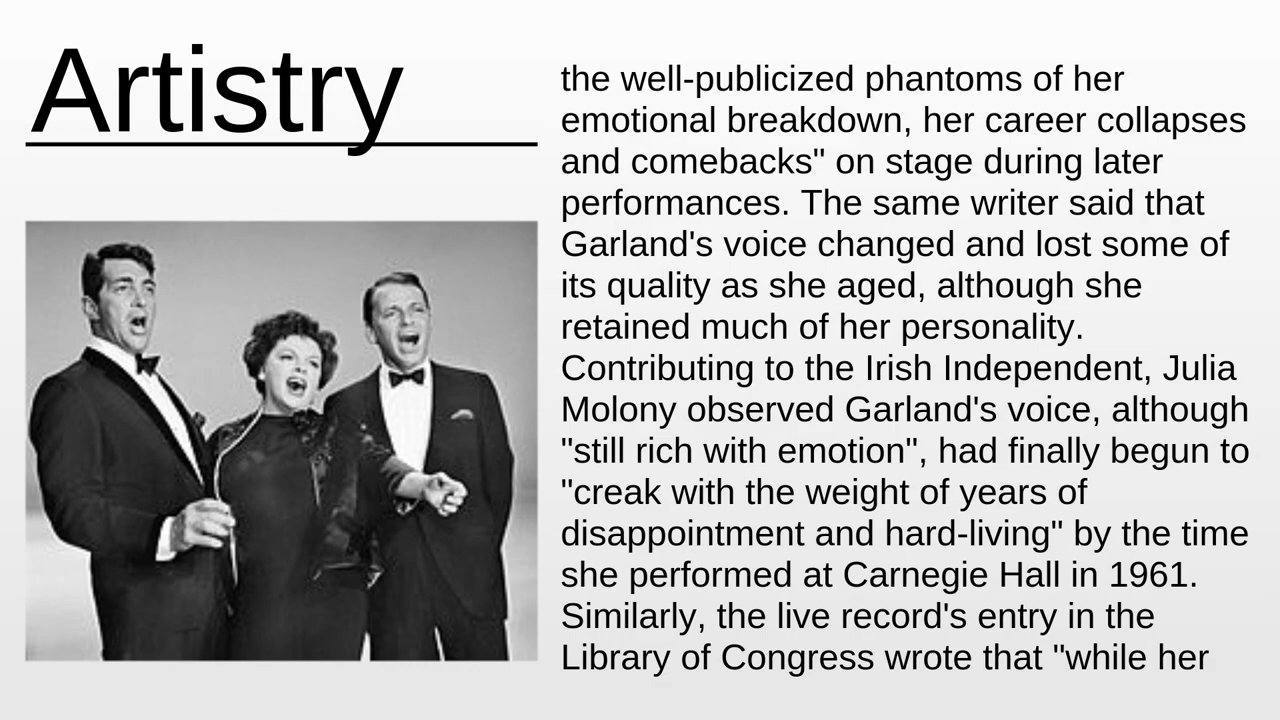 Artistry
the well-publicized phantoms of her
emotional breakdown, her career collapses
and comebacks" on stage during later
performances. The same writer said that
Garland's voice changed and lost some of
its quality as she aged, although she
retained much of her personality.
Contributing to the Irish Independent, Julia
Molony observed Garland's voice, although
"still rich with emotion", had finally begun to
"creak with the weight of years of
disappointment and hard-living" by the time
she performed at Carnegie Hall in 1961.
Similarly, the live record's entry in the
Library of Congress wrote that "while her